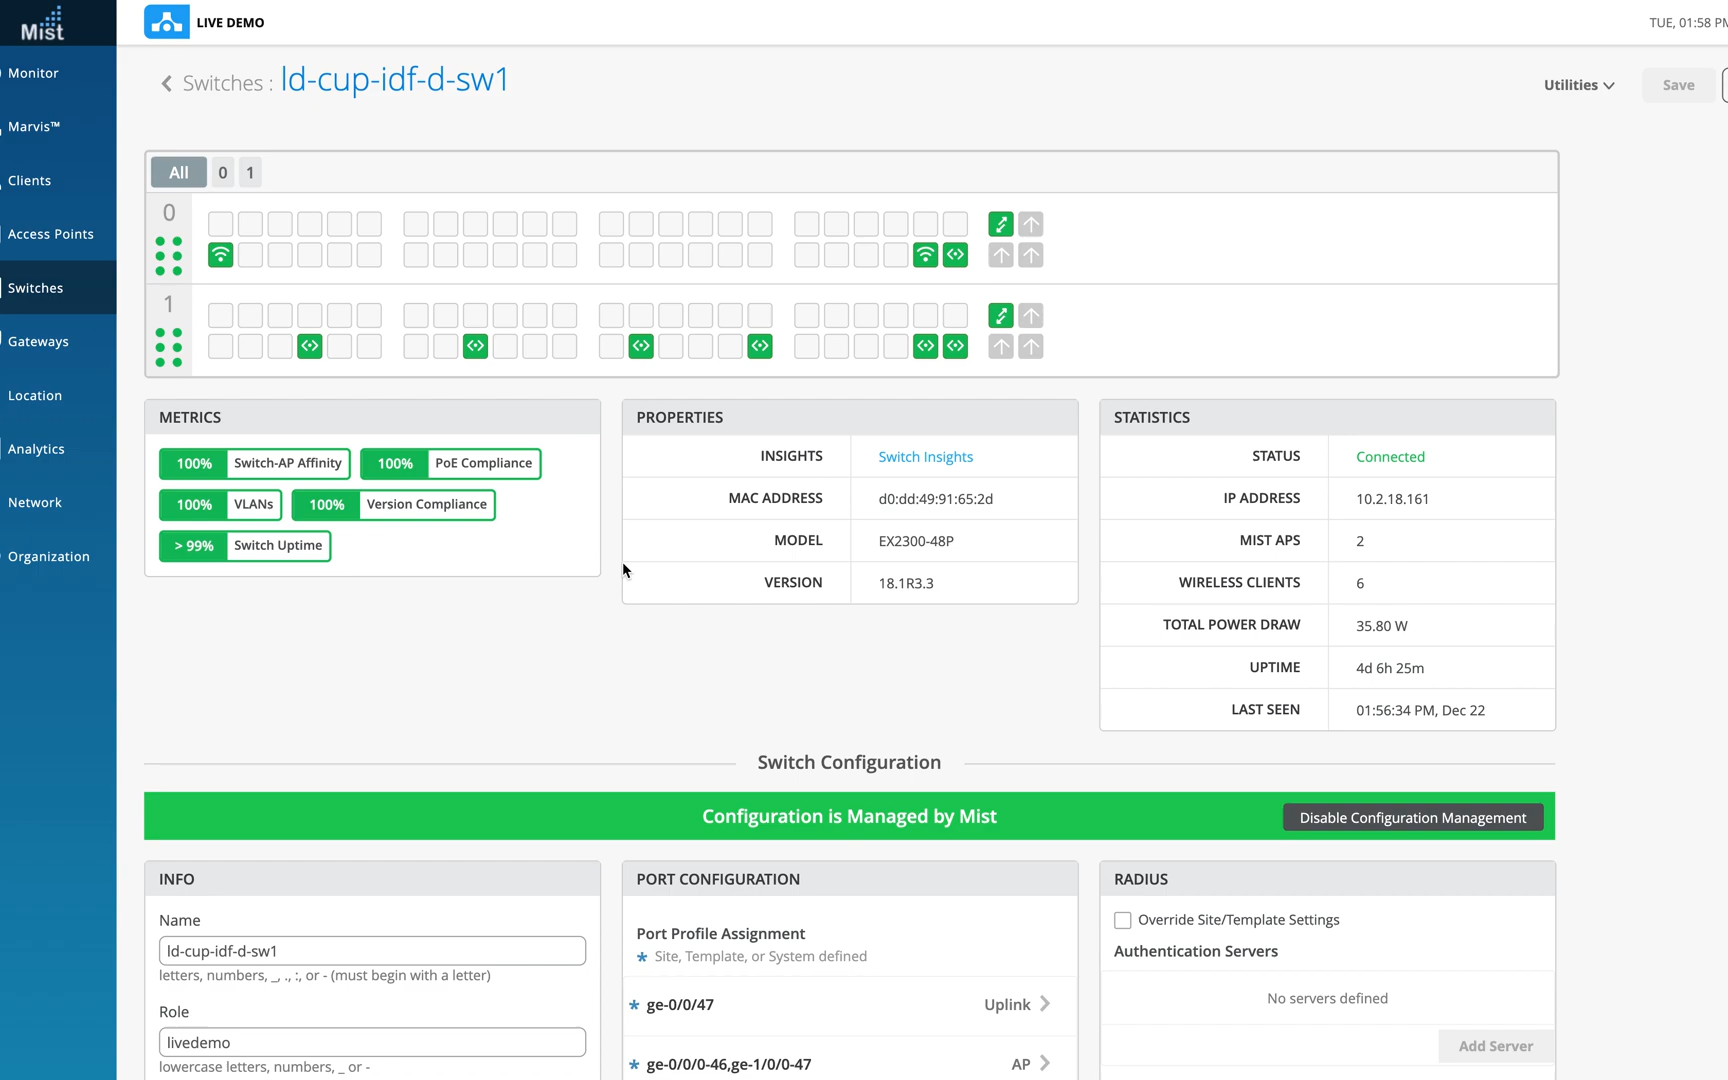 Mist
LIVE DEMO
TUE, 01:58 PM
Monitor
Marvis™
Clients
Access Points
Switches
Gateways
Location
Analytics
Network
Organization
Switches : ld-cup-idf-d-sw1
Utilities
Save
All 0 1
0
1
METRICS
100% Switch-AP Affinity
100% PoE Compliance
100% VLANs
100% Version Compliance
> 99% Switch Uptime
PROPERTIES
INSIGHTS Switch Insights
MAC ADDRESS d0:dd:49:91:65:2d
MODEL EX2300-48P
VERSION 18.1R3.3
STATISTICS
STATUS Connected
IP ADDRESS 10.2.18.161
MIST APS 2
WIRELESS CLIENTS 6
TOTAL POWER DRAW 35.80 W
UPTIME 4d 6h 25m
LAST SEEN 01:56:34 PM, Dec 22
Switch Configuration
Configuration is Managed by Mist
Disable Configuration Management
INFO
Name
ld-cup-idf-d-sw1
letters, numbers, _, ., :, or - (must begin with a letter)
Role
livedemo
lowercase letters, numbers, _ or -
PORT CONFIGURATION
Port Profile Assignment
* Site, Template, or System defined
* ge-0/0/47 Uplink
* ge-0/0/0-46,ge-1/0/0-47 AP
RADIUS
Override Site/Template Settings
Authentication Servers
No servers defined
Add Server